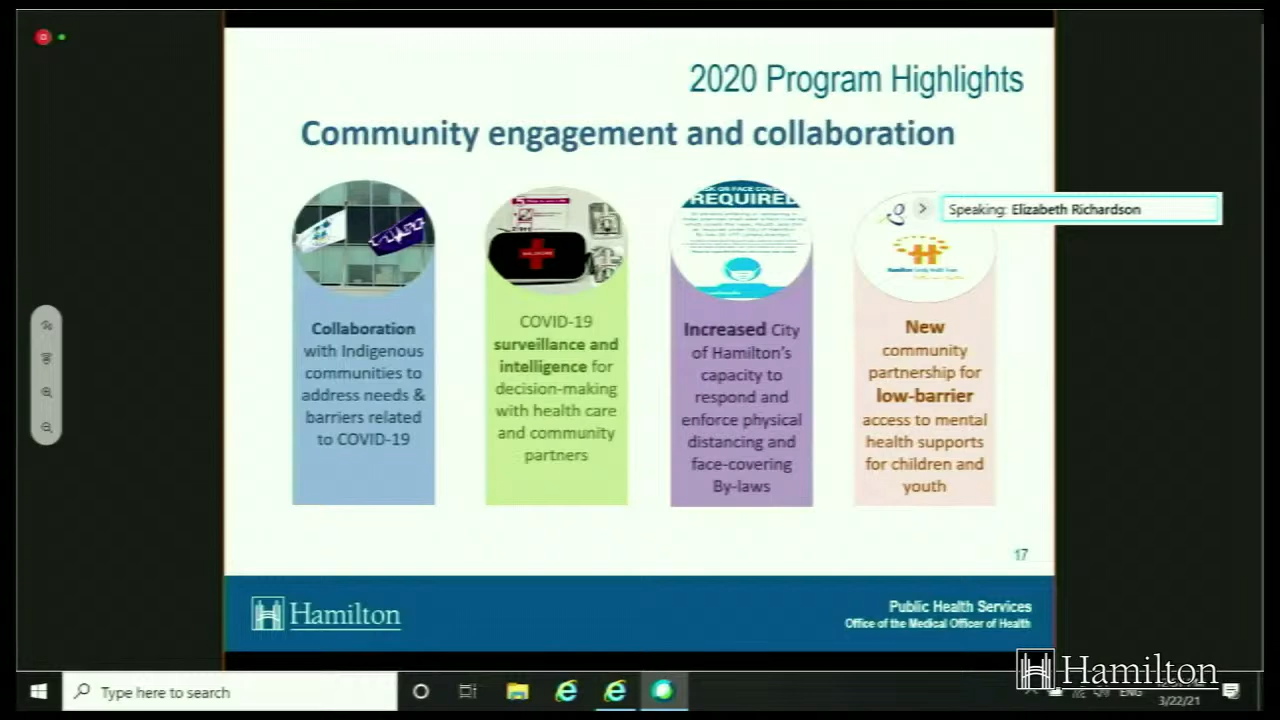 2020 Program Highlights
Community engagement and collaboration
REQUIRED
Speaking: Elizabeth Richardson
Collaboration
with Indigenous
communities to
address needs &
barriers related
to COVID-19
COVID-19
surveillance and
intelligence for
decision-making
with health care
and community
partners
Increased City
of Hamilton's
capacity to
respond and
enforce physical
distancing and
face-covering
By-laws
New
community
partnership for
low-barrier
access to mental
health supports
for children and
youth
17
Hamilton
Public Health Services
Office of the Medical Officer of Health
Hamilton
Type here to search
ENG
3/22/21